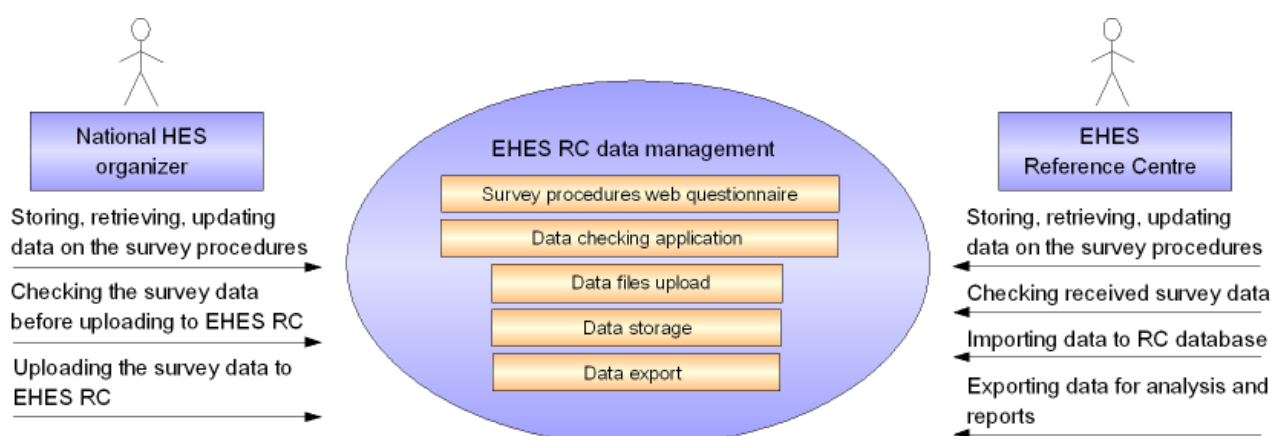 National HES
organizer
Storing, retrieving, updating
data on the survey procedures
Checking the survey data
before uploading to EHES RC
Uploading the survey data to
EHES RC
EHES RC data management
Survey procedures web questionnaire
Data checking application
Data files upload
Data storage
Data export
EHES
Reference Centre
Storing, retrieving, updating
data on the survey procedures
Checking received survey data
Importing data to RC database
Exporting data for analysis and
reports